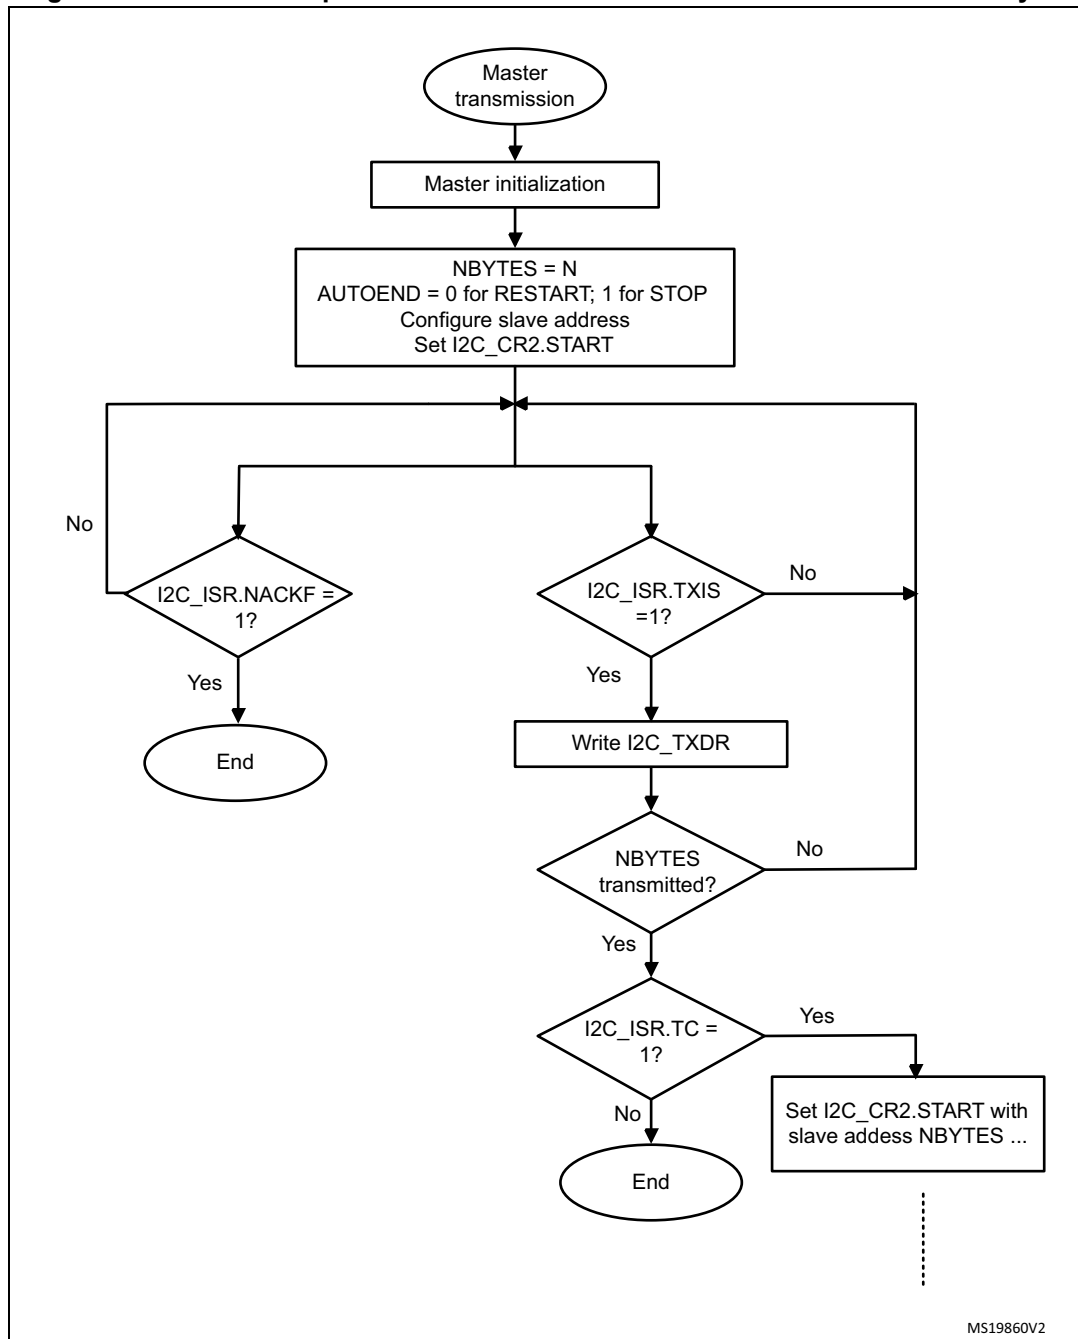 Master
transmission
Master initialization
NBYTES = N
AUTOEND = 0 for RESTART; 1 for STOP
Configure slave address
Set I2C_CR2.START
No
I2C_ISR.NACKF =
1?
Yes
End
I2C_ISR.TXIS
=1?
No
Yes
Write I2C_TXDR
NBYTES
transmitted?
No
Yes
I2C_ISR.TC =
1?
Yes
No
End
Set I2C_CR2.START with
slave addess NBYTES ...
MS19860V2